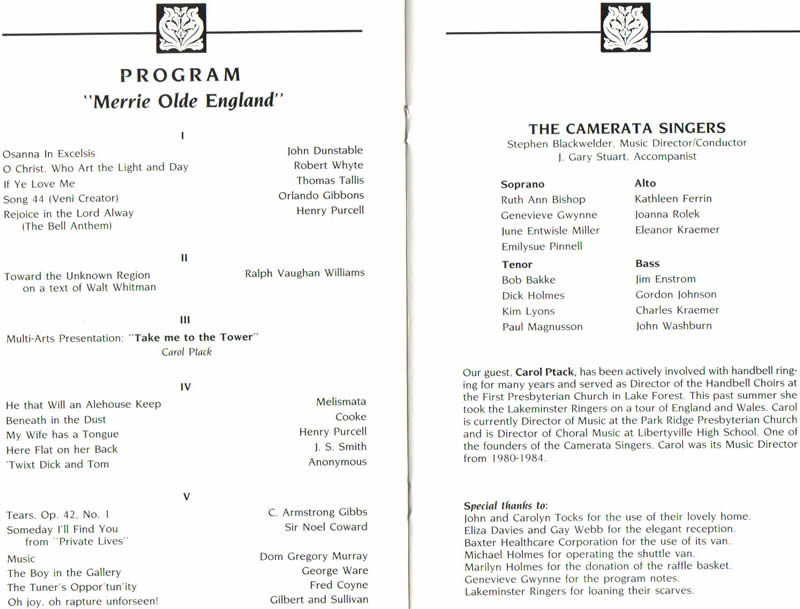 PROGRAM
"Merrie Olde England"
I
Osanna In Excelsis John Dunstable
O Christ, Who Art the Light and Day Robert Whyte
If Ye Love Me Thomas Tallis
Song 44 (Veni Creator) Orlando Gibbons
Rejoice in the Lord Alway Henry Purcell
(The Bell Anthem)
II
Toward the Unknown Region Ralph Vaughan Williams
on a text of Walt Whitman
III
Multi-Arts Presentation: "Take me to the Tower"
Carol Ptack
IV
He that Will an Alehouse Keep Melismata
Beneath in the Dust Cooke
My Wife has a Tongue Henry Purcell
Here Flat on her Back J. S. Smith
'Twixt Dick and Tom Anonymous
V
Tears, Op. 42, No. 1 C. Armstrong Gibbs
Someday I'll Find You Sir Noel Coward
from "Private Lives"
Music Dom Gregory Murray
The Boy in the Gallery George Ware
The Tuner's Oppor'tun'ity Fred Coyne
Oh joy, oh rapture unforseen! Gilbert and Sullivan
THE CAMERATA SINGERS
Stephen Blackwelder, Music Director/Conductor
J. Gary Stuart, Accompanist
Soprano Alto
Ruth Ann Bishop Kathleen Ferrin
Genevieve Gwynne Joanna Rolek
June Entwisle Miller Eleanor Kraemer
Emilysue Pinnell
Tenor Bass
Bob Bakke Jim Enstrom
Dick Holmes Gordon Johnson
Kim Lyons Charles Kraemer
Paul Magnusson John Washburn
Our guest, Carol Ptack, has been actively involved with handbell ring-
ing for many years and served as Director of the Handbell Choirs at
the First Presbyterian Church in Lake Forest. This past summer she
took the Lakeminster Ringers on a tour of England and Wales. Carol
is currently Director of Music at the Park Ridge Presbyterian Church
and is Director of Choral Music at Libertyville High School. One of
the founders of the Camerata Singers, Carol was its Music Director
from 1980-1984.
Special thanks to:
John and Carolyn Tocks for the use of their lovely home.
Eliza Davies and Gay Webb for the elegant reception.
Baxter Healthcare Corporation for the use of its van.
Michael Holmes for operating the shuttle van.
Marilyn Holmes for the donation of the raffle basket.
Genevieve Gwynne for the program notes.
Lakeminster Ringers for loaning their scarves.